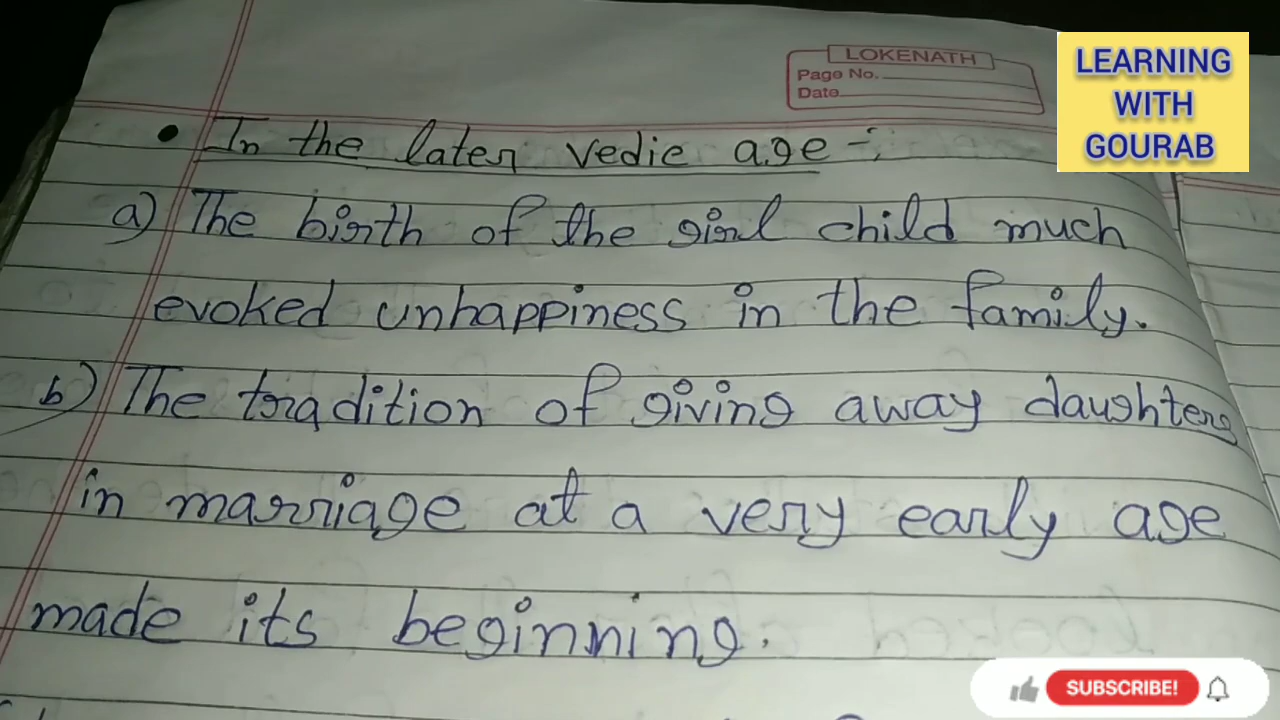 LOKENATH
Page No.
Date
LEARNING
WITH
GOURAB
• In the later vedic age -:
a) The birth of the girl child much
evoked unhappiness in the family.
b) The tradition of giving away daughters
in marriage at a very early age
made its beginning.
SUBSCRIBE!